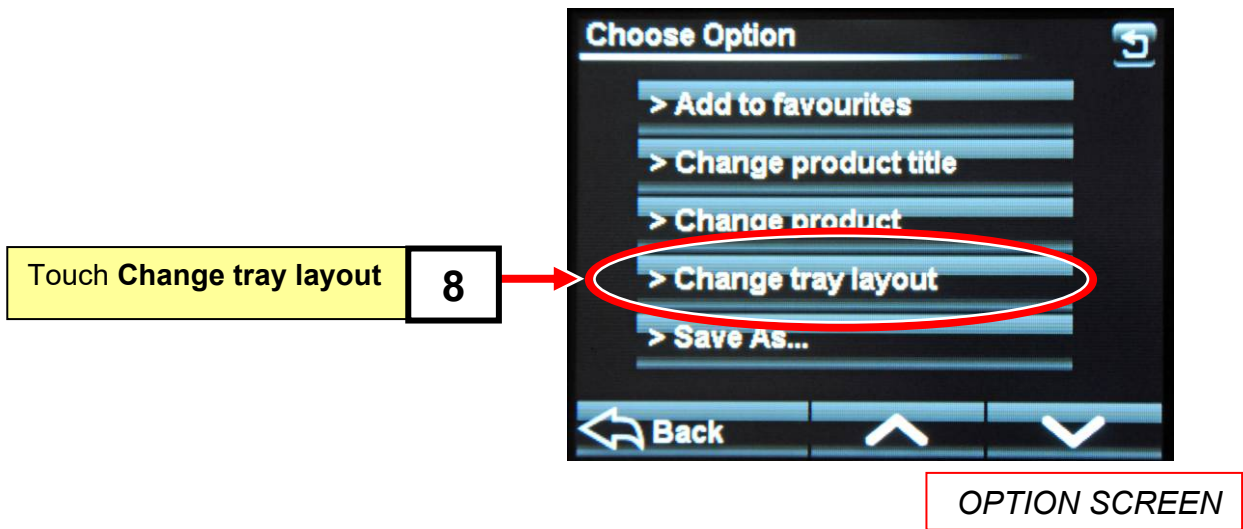 Choose Option
> Add to favourites
> Change product title
> Change product
> Change tray layout
> Save As...
Back
Touch Change tray layout
8
OPTION SCREEN